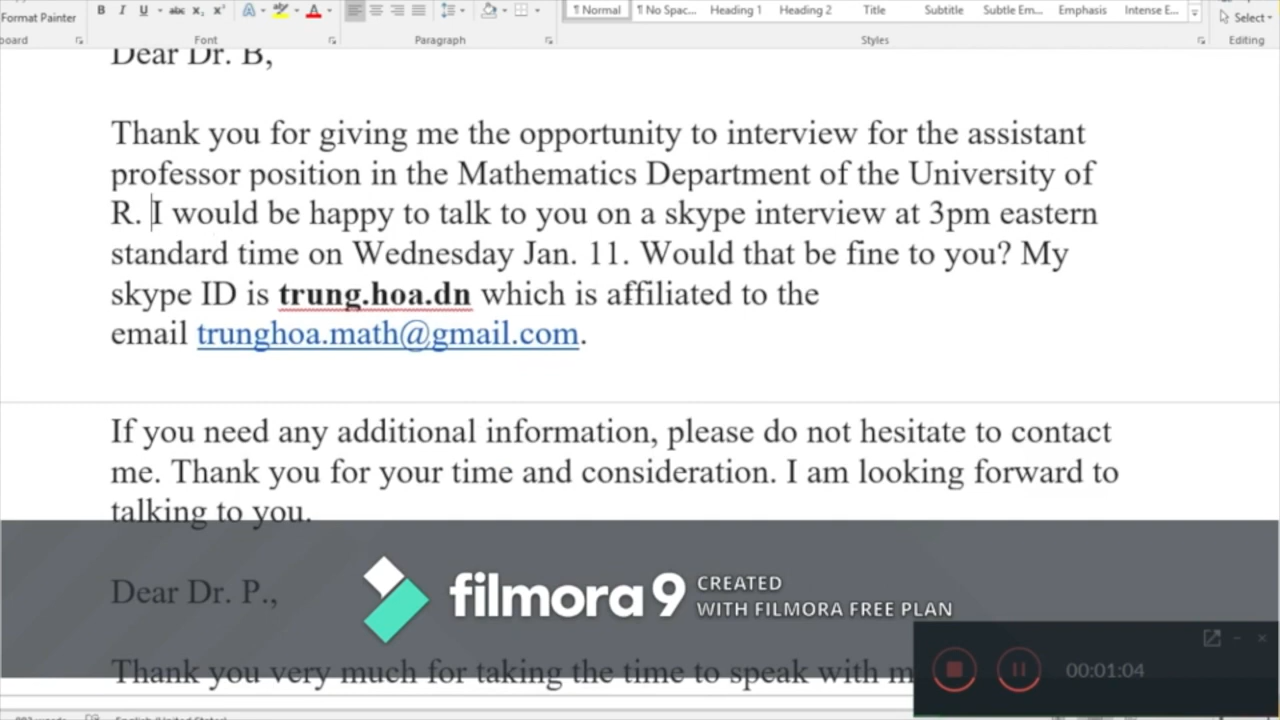 Format Painter
B I U abc x, x' A A
¶ Normal ¶ No Spac... Heading 1 Heading 2 Title Subtitle Subtle Em... Emphasis Intense E... Select
board Font Paragraph Styles Editing
Dear Dr. B,
Thank you for giving me the opportunity to interview for the assistant
professor position in the Mathematics Department of the University of
R. I would be happy to talk to you on a skype interview at 3pm eastern
standard time on Wednesday Jan. 11. Would that be fine to you? My
skype ID is trung.hoa.dn which is affiliated to the
email trunghoa.math@gmail.com.
If you need any additional information, please do not hesitate to contact
me. Thank you for your time and consideration. I am looking forward to
talking to you.
Dear Dr. P.,
filmora9 CREATED
WITH FILMORA FREE PLAN
Thank you very much for taking the time to speak with m
00:01:04
English (United States)